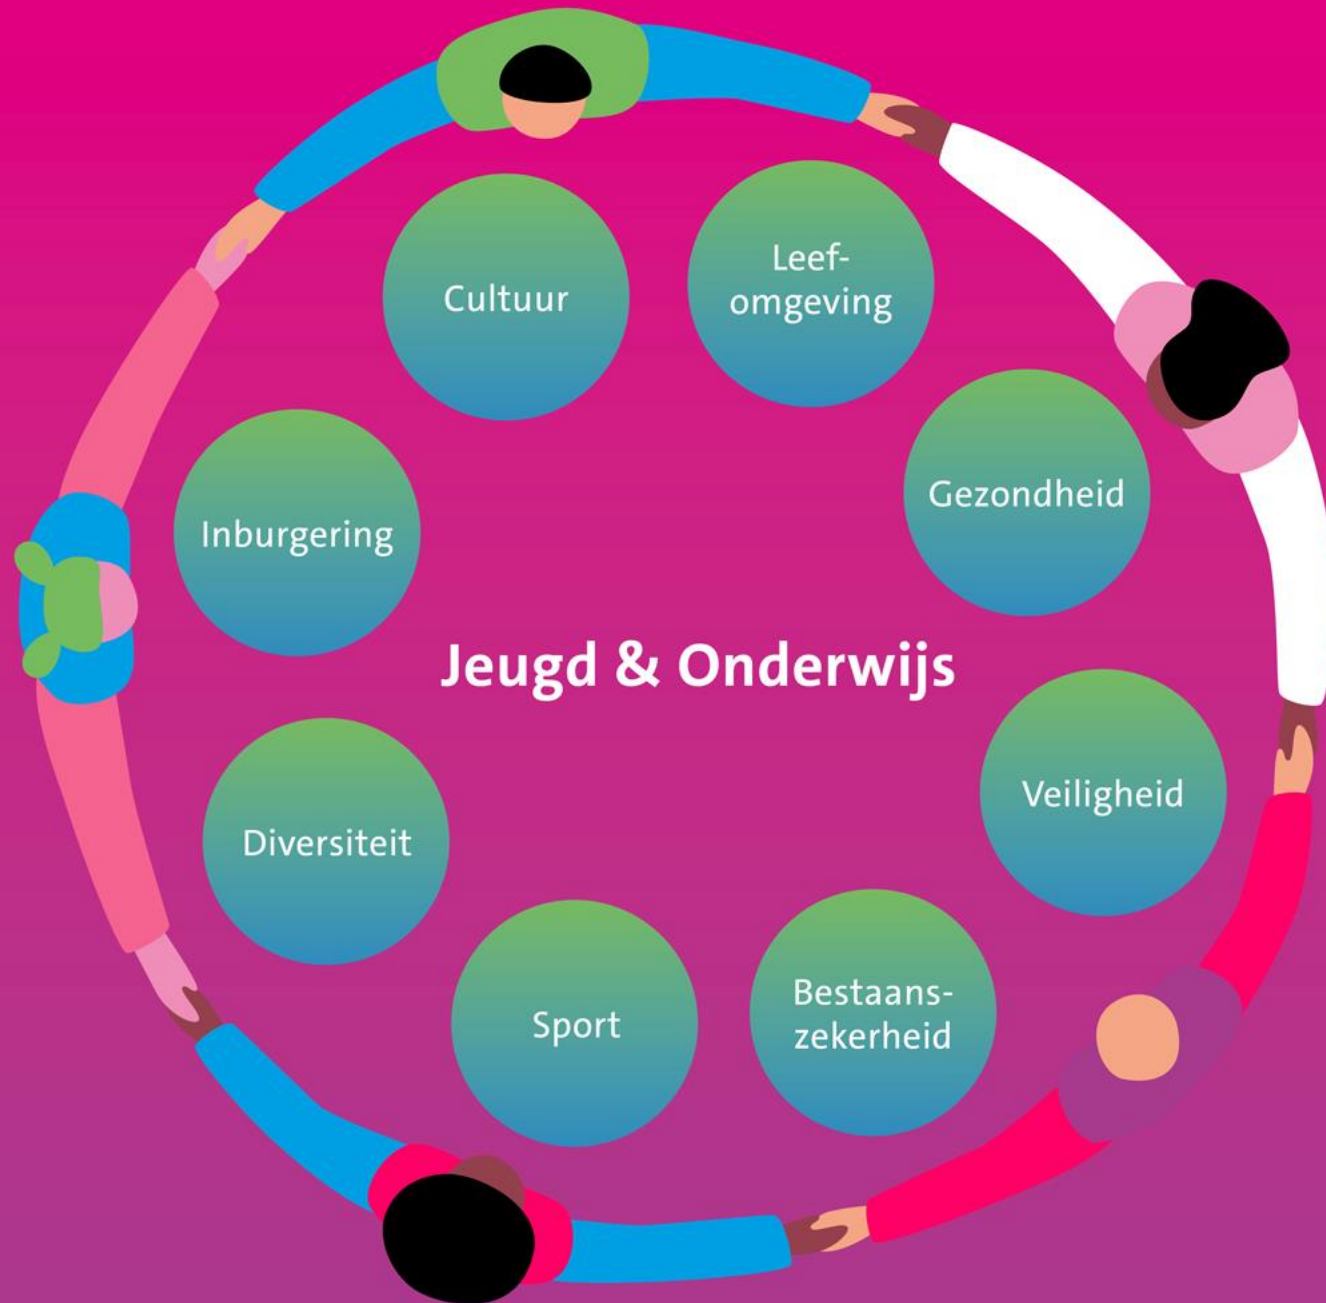 Cultuur
Leef-
omgeving
Gezondheid
Inburgering
Jeugd & Onderwijs
Veiligheid
Diversiteit
Bestaans-
zekerheid
Sport